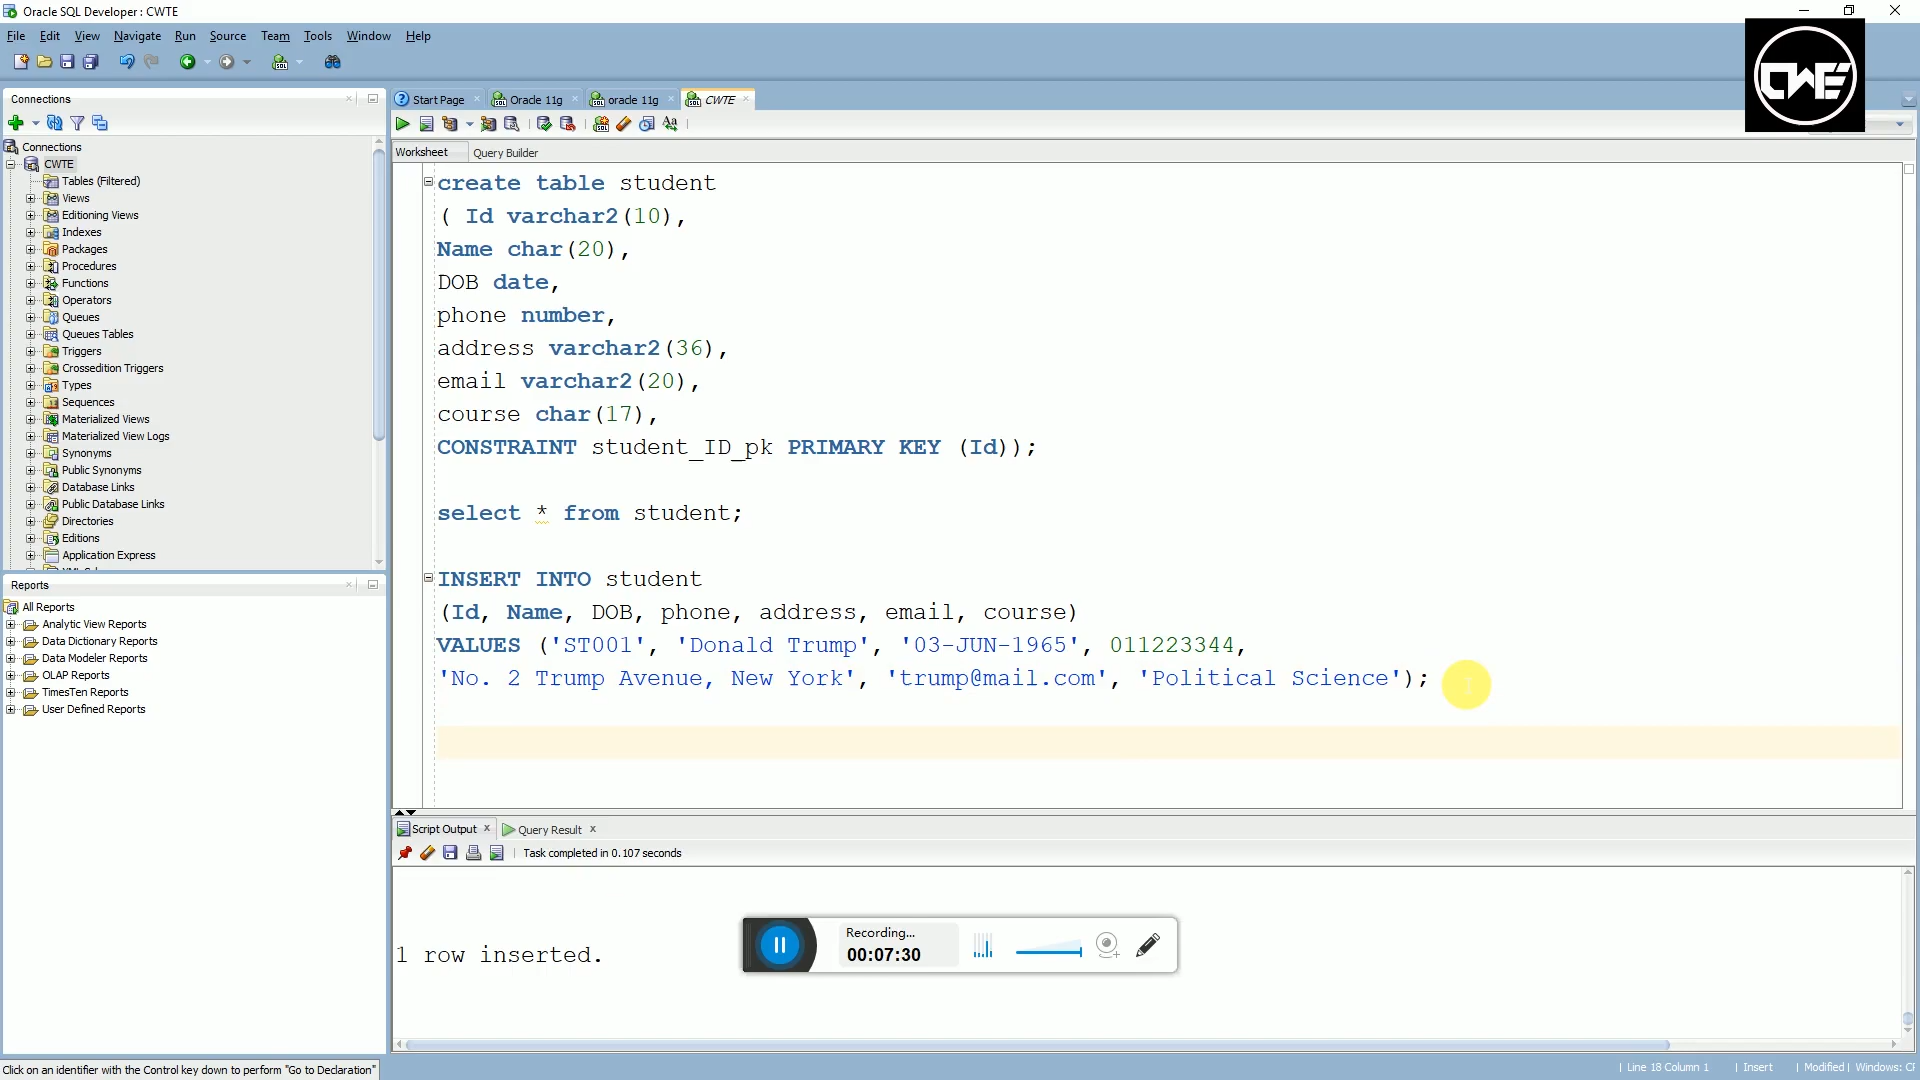 Oracle SQL Developer : CWTE
File Edit View Navigate Run Source Team Tools Window Help
CWE
Connections
Connections
CWTE
Tables (Filtered)
Views
Editioning Views
Indexes
Packages
Procedures
Functions
Operators
Queues
Queues Tables
Triggers
Crossedition Triggers
Types
Sequences
Materialized Views
Materialized View Logs
Synonyms
Public Synonyms
Database Links
Public Database Links
Directories
Editions
Application Express
Reports
All Reports
Analytic View Reports
Data Dictionary Reports
Data Modeler Reports
OLAP Reports
TimesTen Reports
User Defined Reports
Start Page Oracle 11g oracle 11g CWTE
Worksheet Query Builder
create table student
( Id varchar2(10),
Name char(20),
DOB date,
phone number,
address varchar2(36),
email varchar2(20),
course char(17),
CONSTRAINT student_ID_pk PRIMARY KEY (Id));
select * from student;
INSERT INTO student
(Id, Name, DOB, phone, address, email, course)
VALUES ('ST001', 'Donald Trump', '03-JUN-1965', 011223344,
'No. 2 Trump Avenue, New York', 'trump@mail.com', 'Political Science');
Script Output Query Result
Task completed in 0.107 seconds
1 row inserted.
Recording...
00:07:30
Click on an identifier with the Control key down to perform "Go to Declaration"
Line 18 Column 1 Insert Modified Windows: